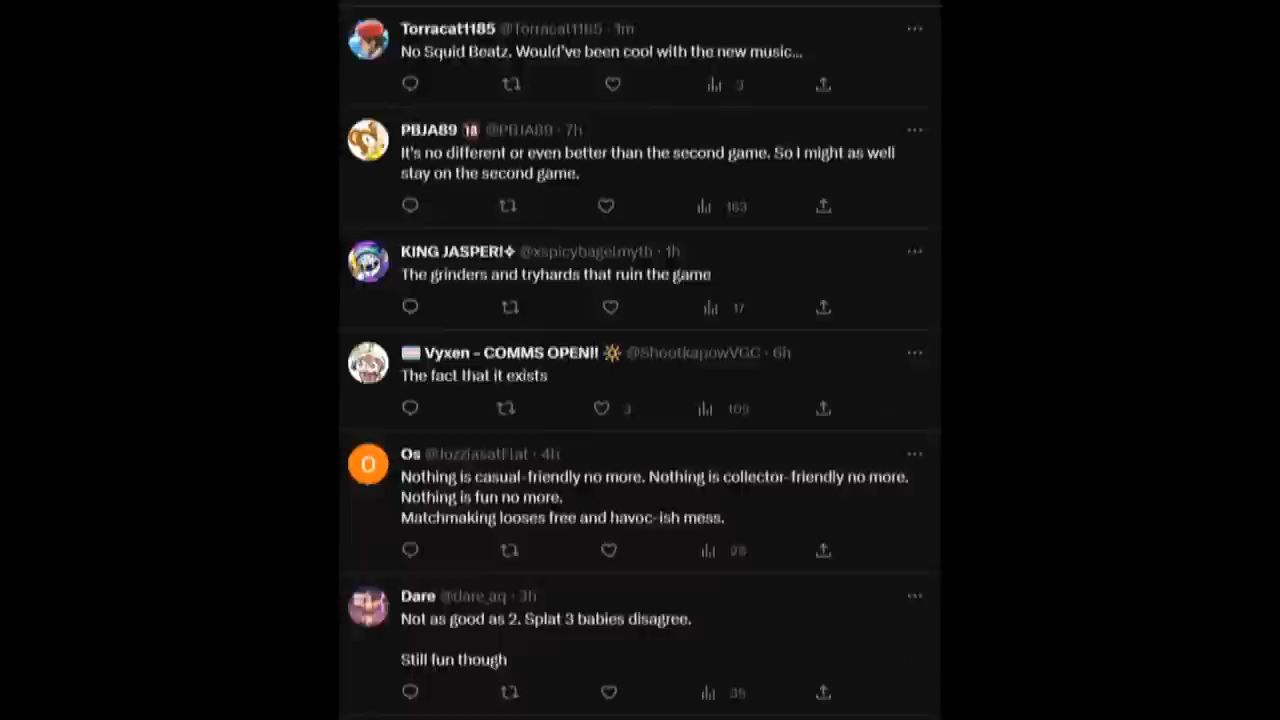 Torracat1185 @Torracat1185 · 1m
No Squid Beatz. Would've been cool with the new music...
3
PBJA89 🔞 @PBJA89 · 7h
It's no different or even better than the second game. So I might as well
stay on the second game.
163
KING JASPER!✧ @xspicybagelmyth · 1h
The grinders and tryhards that ruin the game
17
Vyxen - COMMS OPEN!! 🔆 @ShootkapowVGC · 6h
The fact that it exists
3 109
O
Os · 4h
Nothing is casual-friendly no more. Nothing is collector-friendly no more.
Nothing is fun no more.
Matchmaking looses free and havoc-ish mess.
Dare @dare_aq · 3h
Not as good as 2. Splat 3 babies disagree.
Still fun though